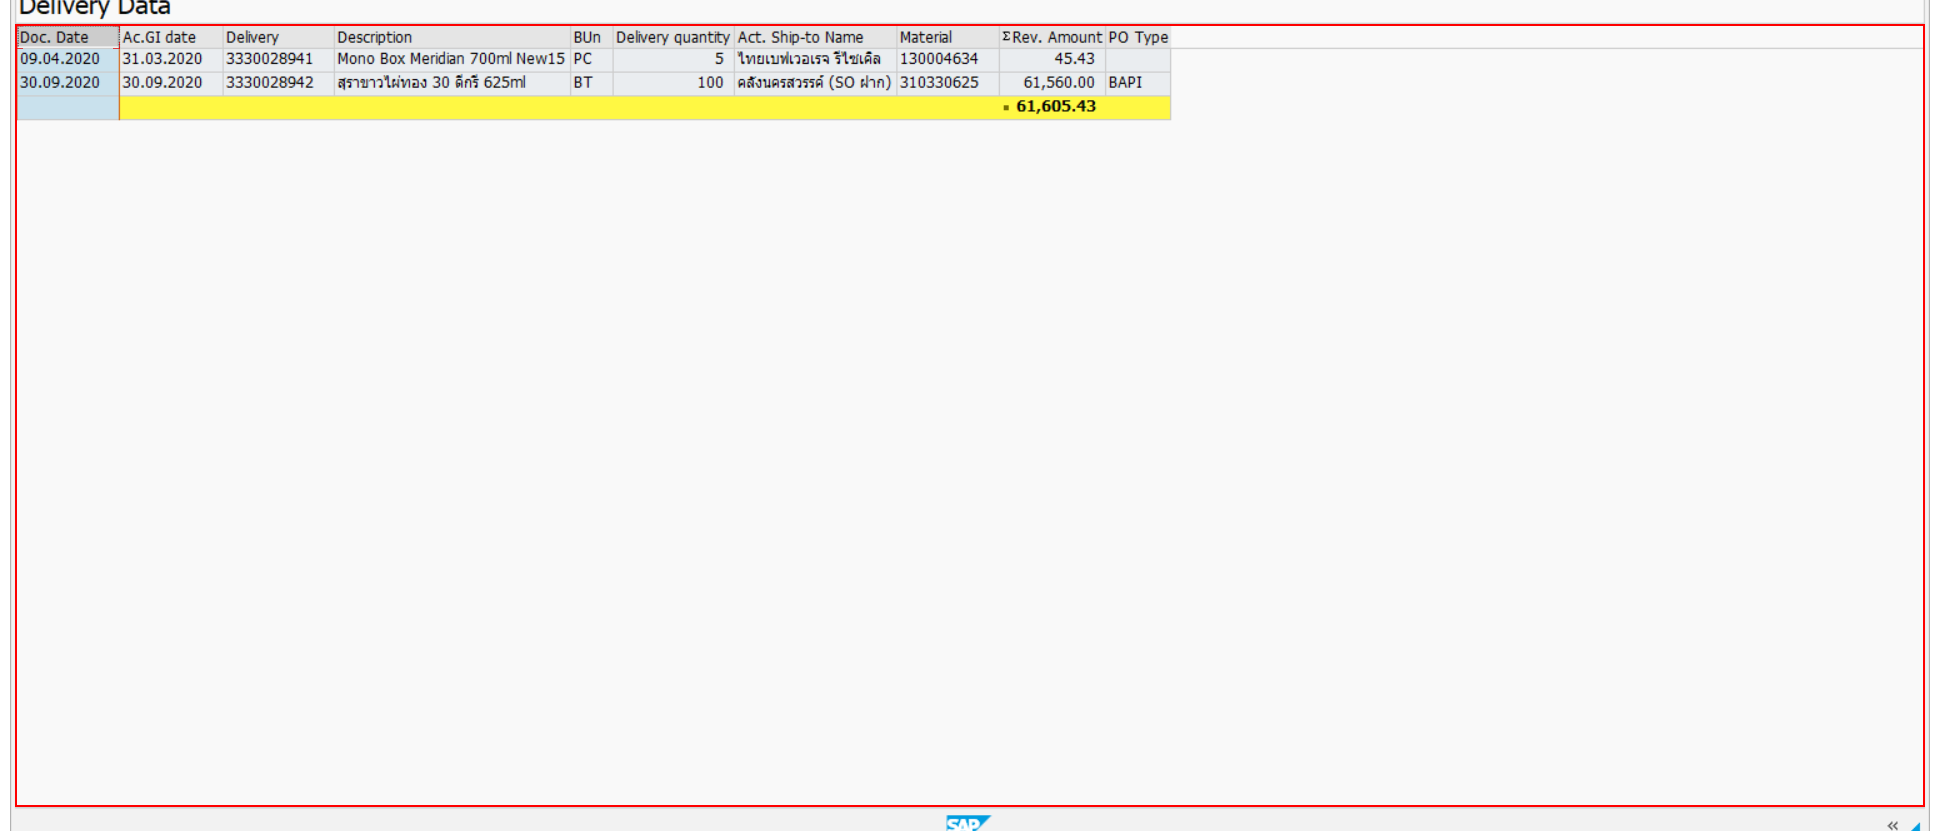 Delivery Data
Doc. Date Ac.GI date Delivery Description BUn Delivery quantity Act. Ship-to Name Material ΣRev. Amount PO Type
09.04.2020 31.03.2020 3330028941 Mono Box Meridian 700ml New15 PC 5 ไทยเบฟเวอเรจ รีไซเคิล 130004634 45.43
30.09.2020 30.09.2020 3330028942 สุราขาวไผ่ทอง 30 ดีกรี 625ml BT 100 คลังนครสวรรค์ (SO ฝาก) 310330625 61,560.00 BAPI
▪ 61,605.43
SAP
«